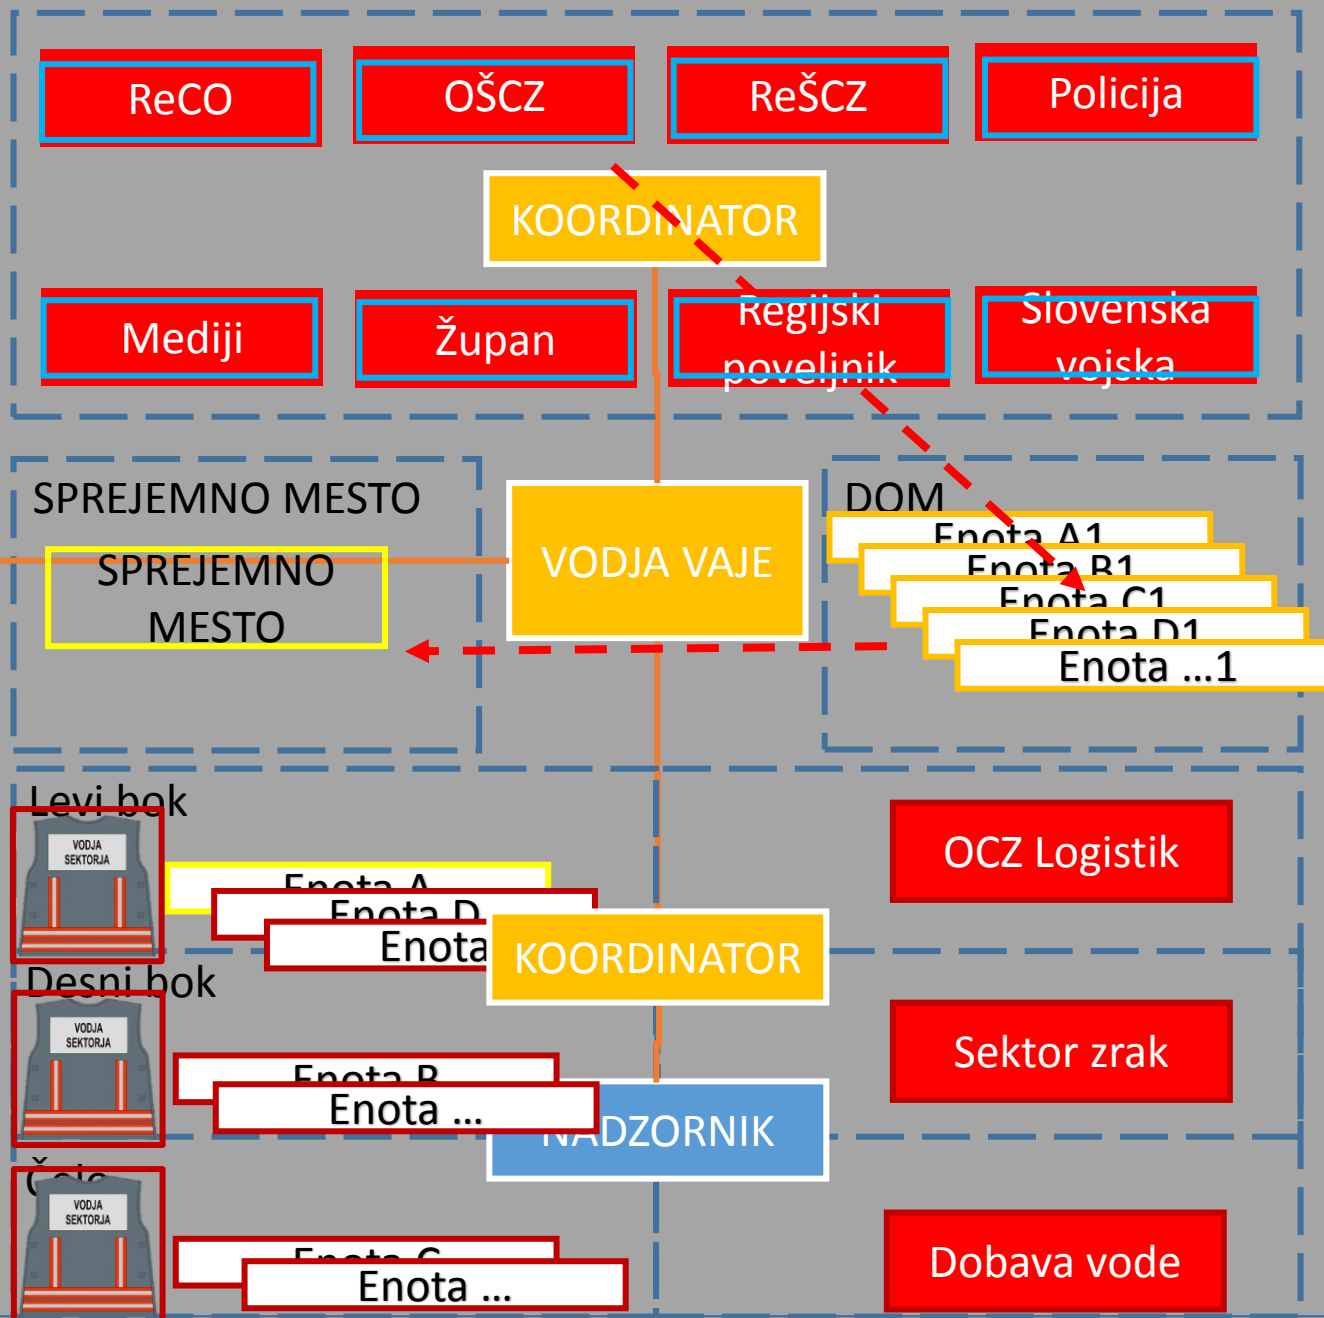 ReCO
OŠCZ
ReŠCZ
Policija
KOORDINATOR
Mediji
Župan
Regijski
poveljnik
Slovenska
vojska
SPREJEMNO MESTO
SPREJEMNO
MESTO
VODJA VAJE
DOM
Enota A1
Enota B1
Enota C1
Enota D1
Enota ...1
Levi bok
VODJA
SEKTORJA
Enota A
Enota D
Enota
KOORDINATOR
OCZ Logistik
Desni bok
VODJA
SEKTORJA
Enota B
Enota ...
NADZORNIK
Sektor zrak
Čelo
VODJA
SEKTORJA
Enota C
Enota ...
Dobava vode